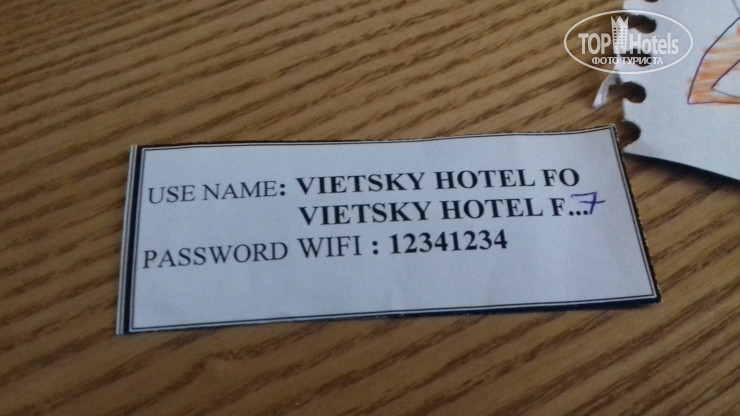 TOP Hotels
ФОТО ТУРИСТА
USE NAME: VIETSKY HOTEL FO
VIETSKY HOTEL F...7
PASSWORD WIFI : 12341234